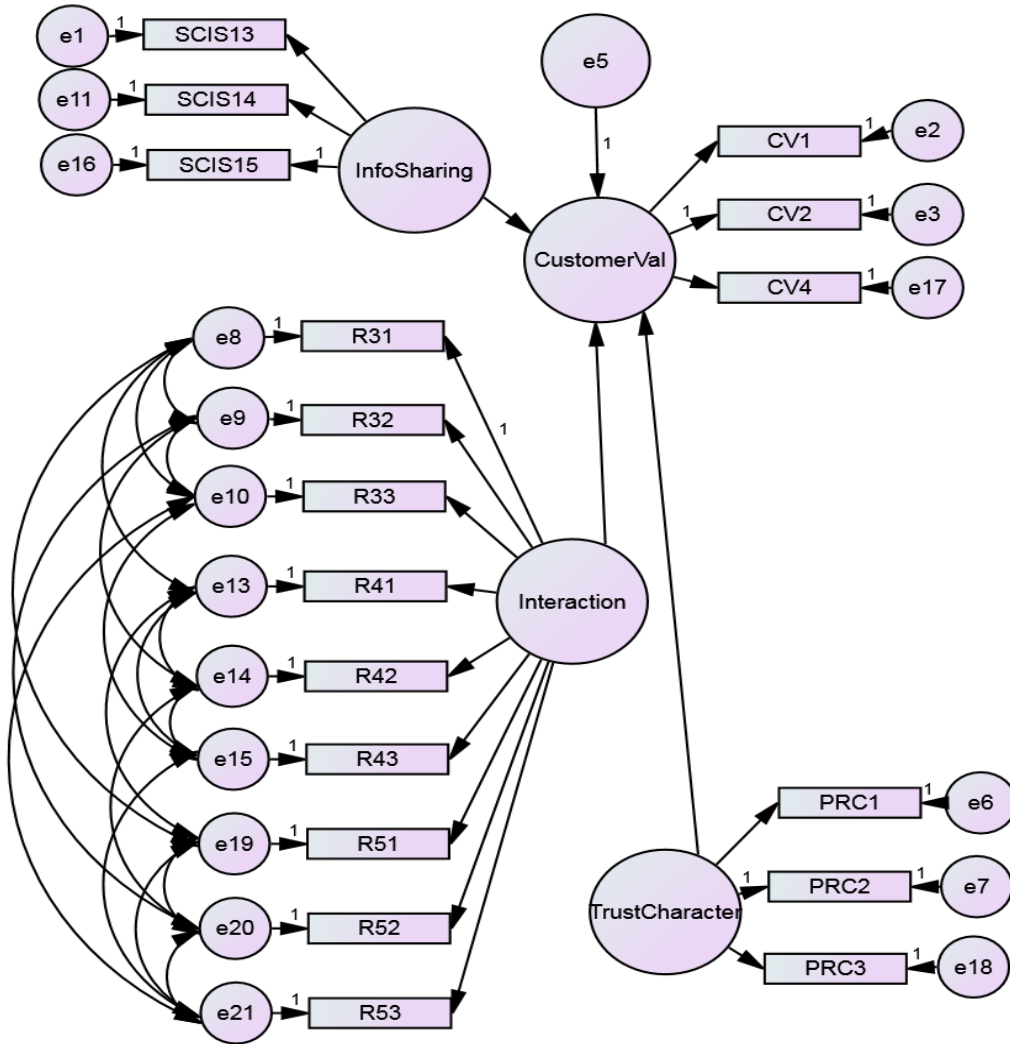 e1 1 SCIS13
e11 1 SCIS14
e16 1 SCIS15 1
InfoSharing
e5
1
CustomerVal
CV1 1 e2
1 CV2 1 e3
CV4 1 e17
e8 1 R31
e9 1 R32 1
e10 1 R33
e13 1 R41
Interaction
e14 1 R42
e15 1 R43
e19 1 R51
e20 1 R52
e21 1 R53
TrustCharacter
PRC1 1 e6
1 PRC2 1 e7
PRC3 1 e18